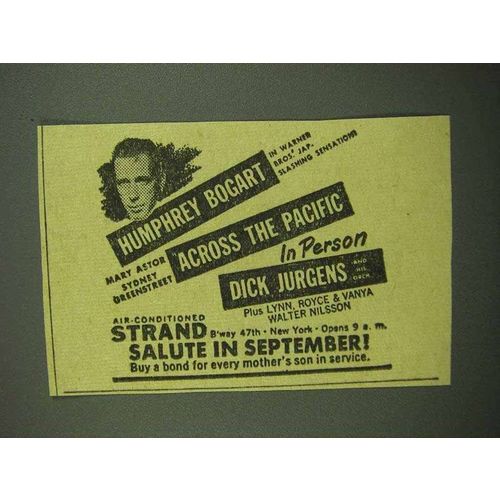 IN WARNER
BROS.' JAP-
SLASHING SENSATION!
HUMPHREY BOGART
ACROSS THE PACIFIC
MARY ASTOR
SYDNEY
GREENSTREET
In Person
DICK JURGENS AND HIS ORCH.
Plus LYNN, ROYCE & VANYA
WALTER NILSSON
AIR-CONDITIONED
STRAND B'way 47th • New York • Opens 9 a. m.
SALUTE IN SEPTEMBER!
Buy a bond for every mother's son in service.